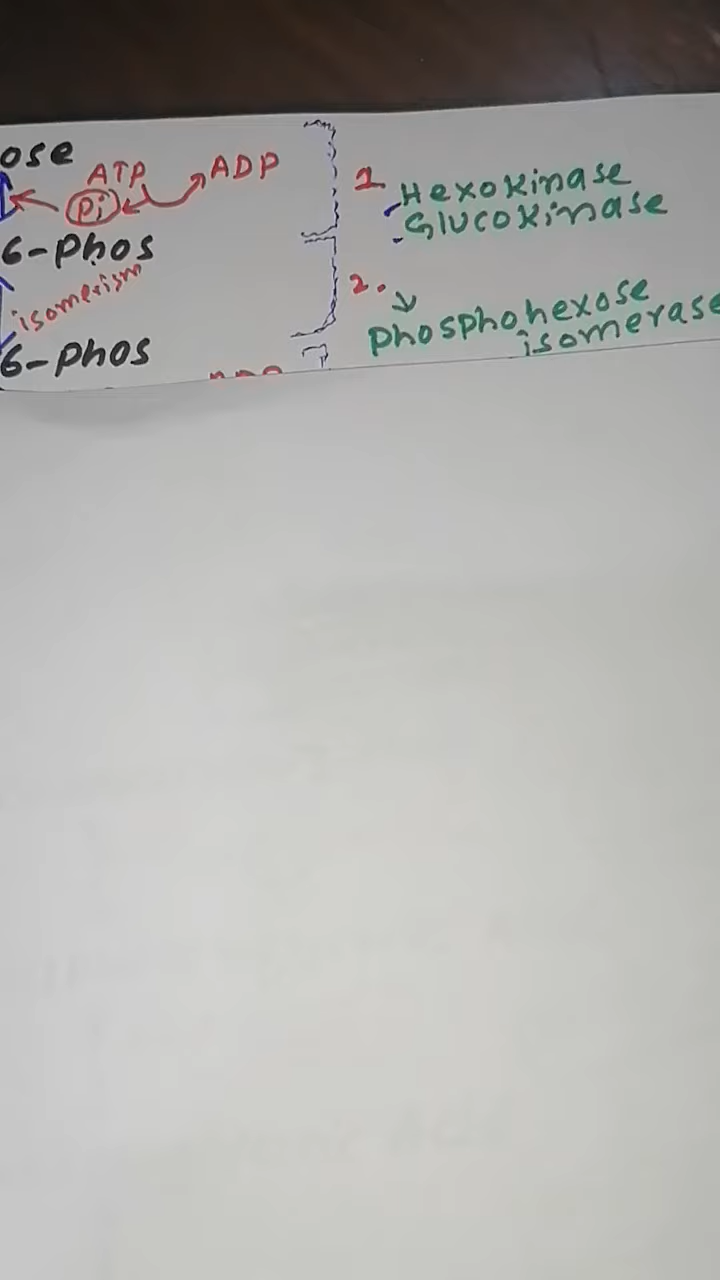 ose
ATP
ADP
Pi
6-phos
isomerism
6-phos
1. Hexokinase
Glucokinase
2.
phosphohexose
isomerase